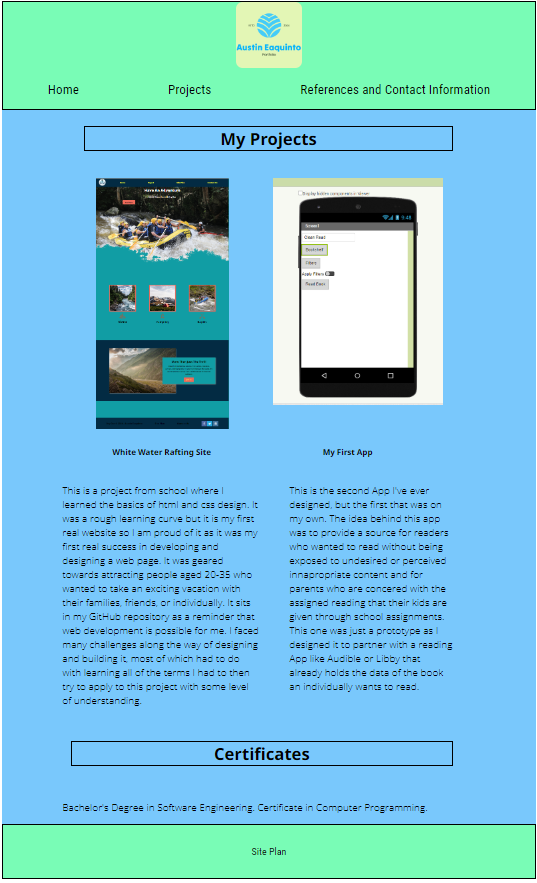 Austin Eaquinto
Home Projects References and Contact Information
My Projects
Display hidden components in Viewer
9:48
Screen1
Clean Read
Bookshelf
Filters
Apply Filters
Read Book
White Water Rafting Site
My First App
This is a project from school where I
learned the basics of html and css design. It
was a rough learning curve but it is my first
real website so I am proud of it as it was my
first real success in developing and
designing a web page. It was geared
towards attracting people aged 20-35 who
wanted to take an exciting vacation with
their families, friends, or individually. It sits
in my GitHub repository as a reminder that
web development is possible for me. I faced
many challenges along the way of designing
and building it, most of which had to do
with learning all of the terms I had to then
try to apply to this project with some level
of understanding.
This is the second App I've ever
designed, but the first that was on
my own. The idea behind this app
was to provide a source for readers
who wanted to read without being
exposed to undesired or perceived
innapropriate content and for
parents who are concered with the
assigned reading that their kids are
given through school assignments.
This one was just a prototype as I
designed it to partner with a reading
App like Audible or Libby that
already holds the data of the book
an individually wants to read.
Certificates
Bachelor's Degree in Software Engineering. Certificate in Computer Programming.
Site Plan